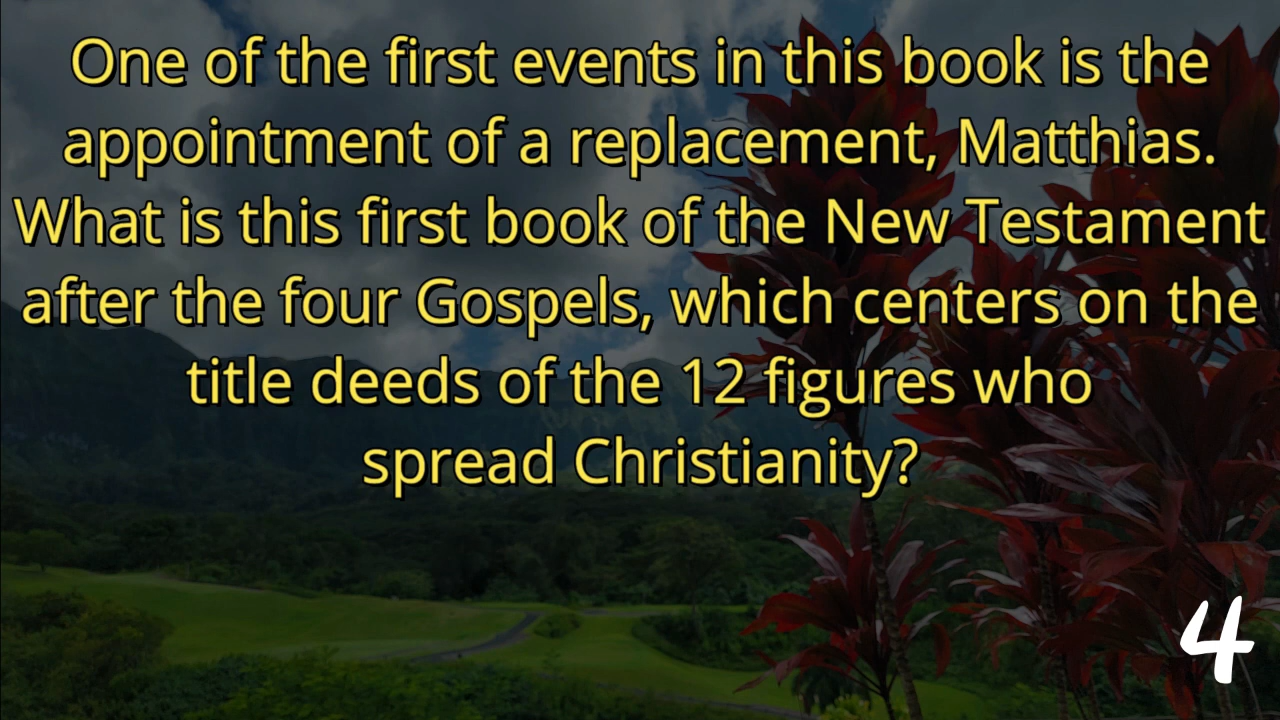 One of the first events in this book is the
appointment of a replacement, Matthias.
What is this first book of the New Testament
after the four Gospels, which centers on the
title deeds of the 12 figures who
spread Christianity?
4